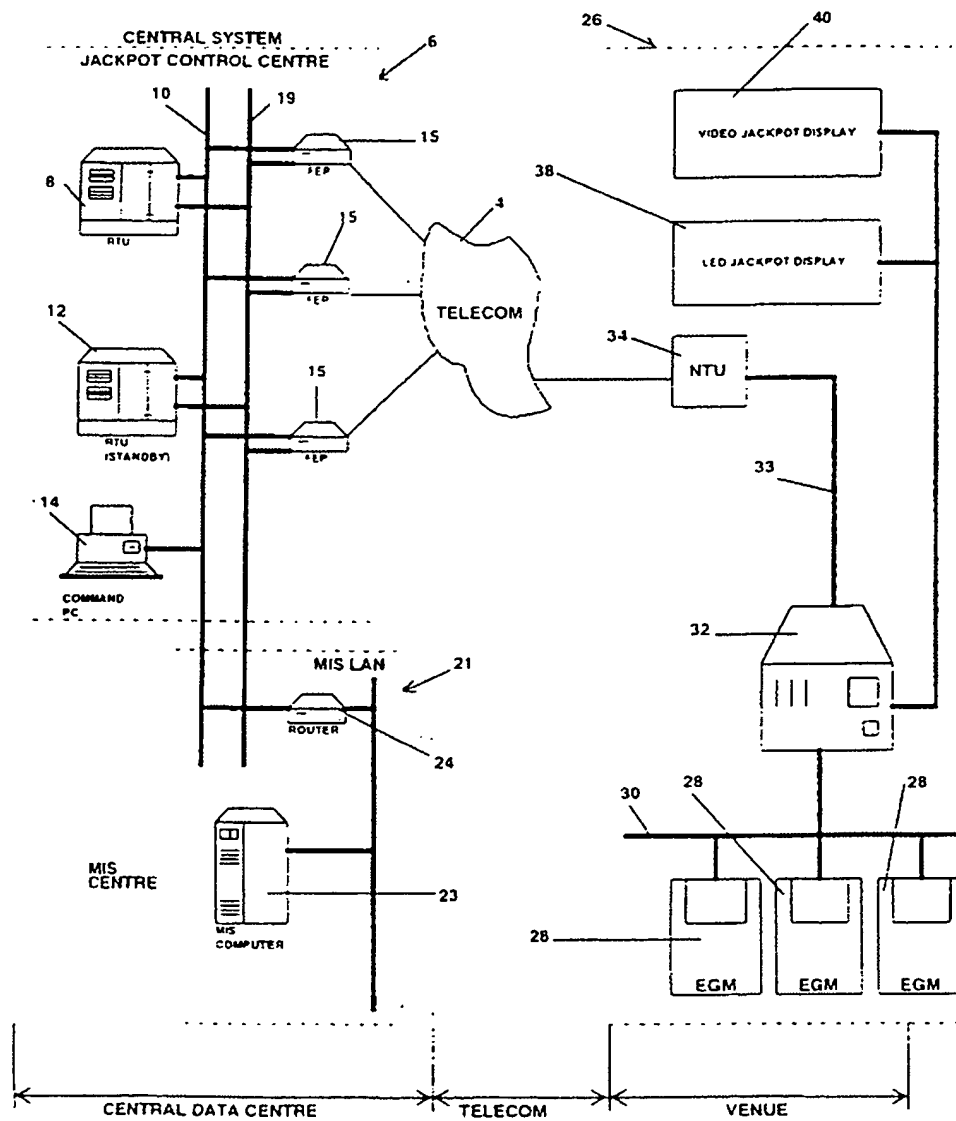 CENTRAL SYSTEM
JACKPOT CONTROL CENTRE
6
26
40
10
19
15
VIDEO JACKPOT DISPLAY
8
RTU
FEP
38
4
15
LED JACKPOT DISPLAY
FEP
TELECOM
12
34
NTU
15
RTU
(STANDBY)
FEP
33
14
COMMAND
PC
32
MIS LAN
21
ROUTER
24
30
28
28
MIS
CENTRE
23
MIS
COMPUTER
28
EGM
EGM
EGM
CENTRAL DATA CENTRE
TELECOM
VENUE